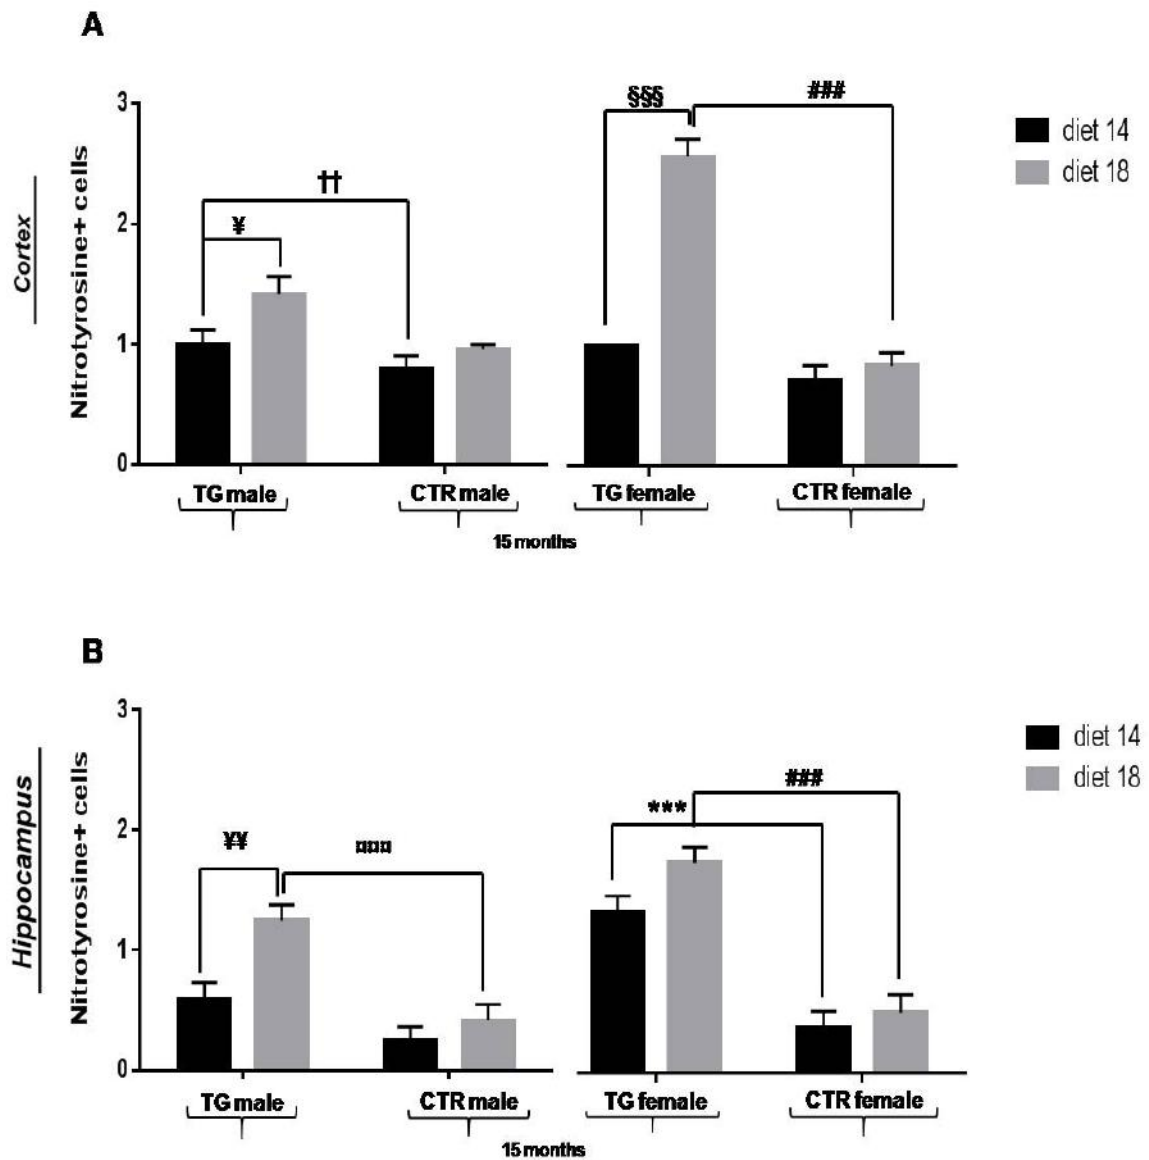 A
Cortex
Nitrotyrosine+ cells
3
2
1
0
††
¥
§§§
###
diet 14
diet 18
TG male
CTR male
TG female
CTR female
15 months
B
Hippocampus
Nitrotyrosine+ cells
3
2
1
0
¥¥
¤¤¤
***
###
diet 14
diet 18
TG male
CTR male
TG female
CTR female
15 months